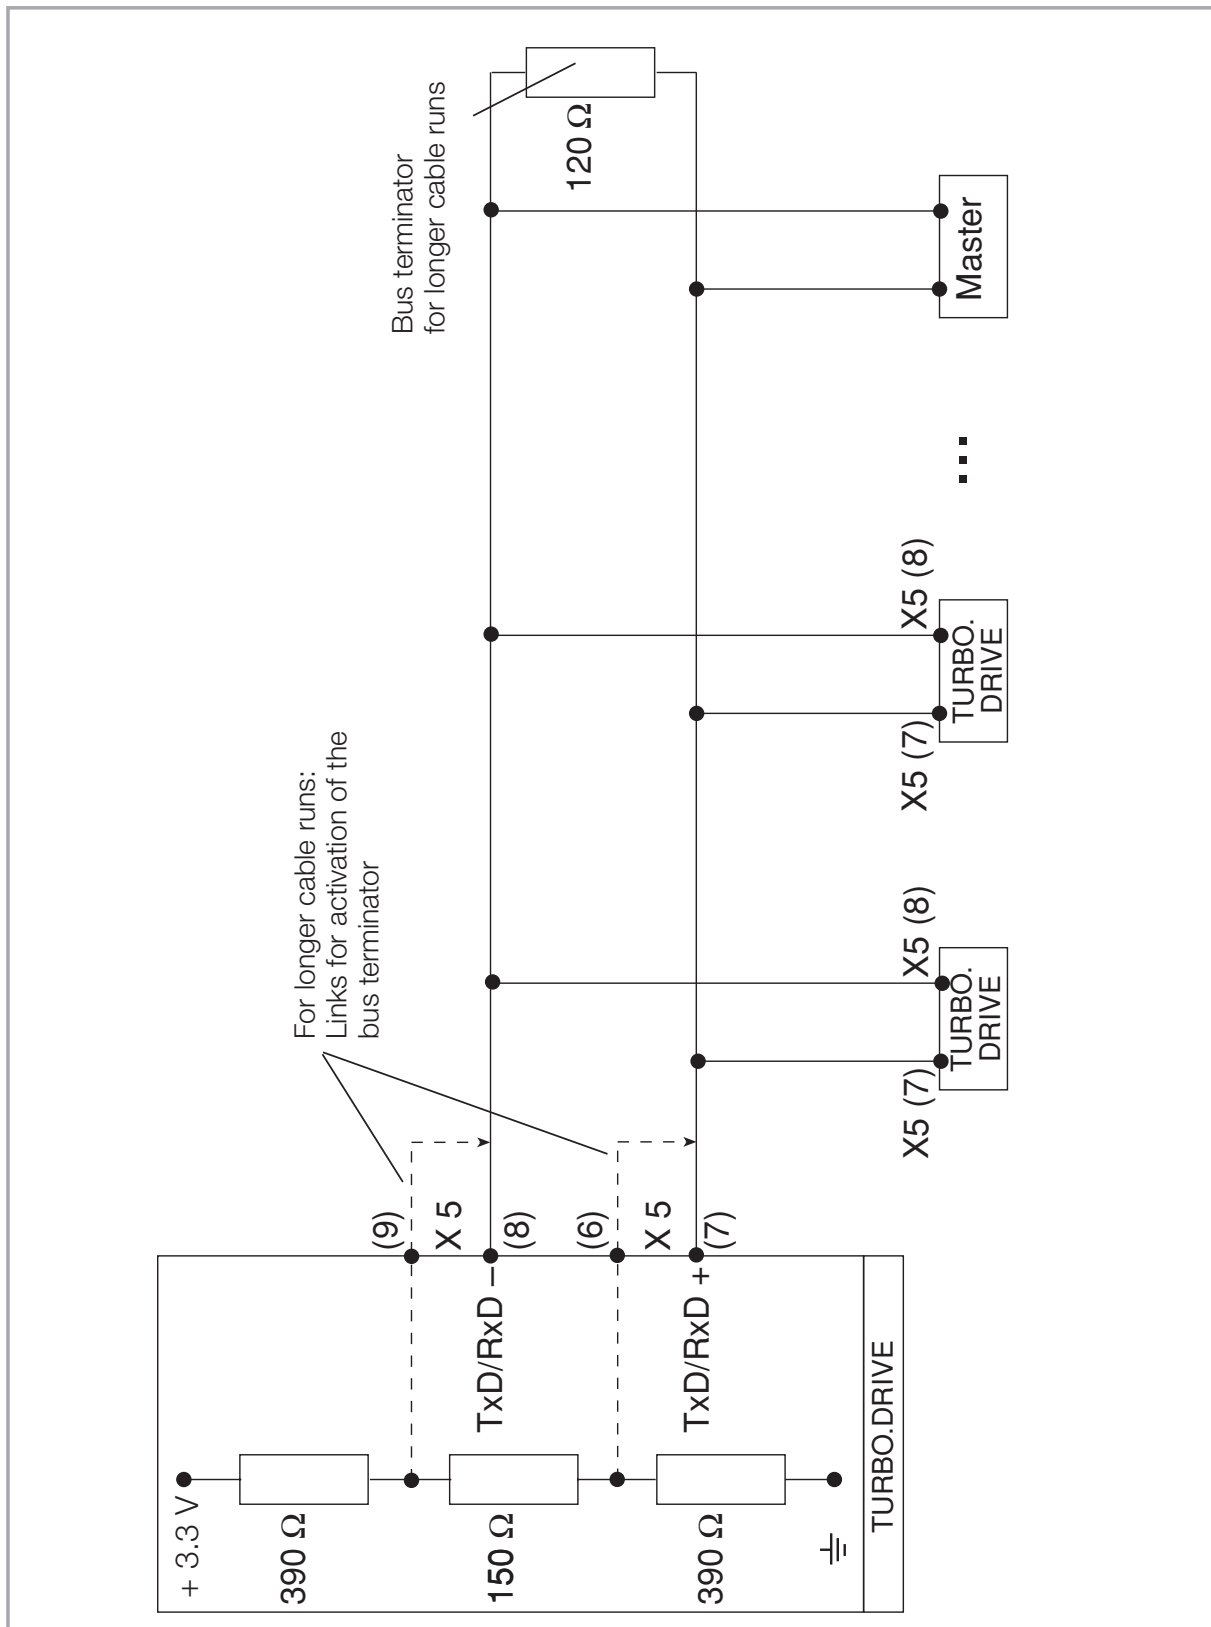 + 3.3 V
390 Ω
150 Ω
390 Ω
TxD/RxD –
TxD/RxD +
TURBO.DRIVE
(9)
X 5
(8)
(6)
X 5
(7)
For longer cable runs:
Links for activation of the
bus terminator
X5 (7)
X5 (8)
TURBO.
DRIVE
X5 (7)
X5 (8)
TURBO.
DRIVE
...
Master
Bus terminator
for longer cable runs
120 Ω